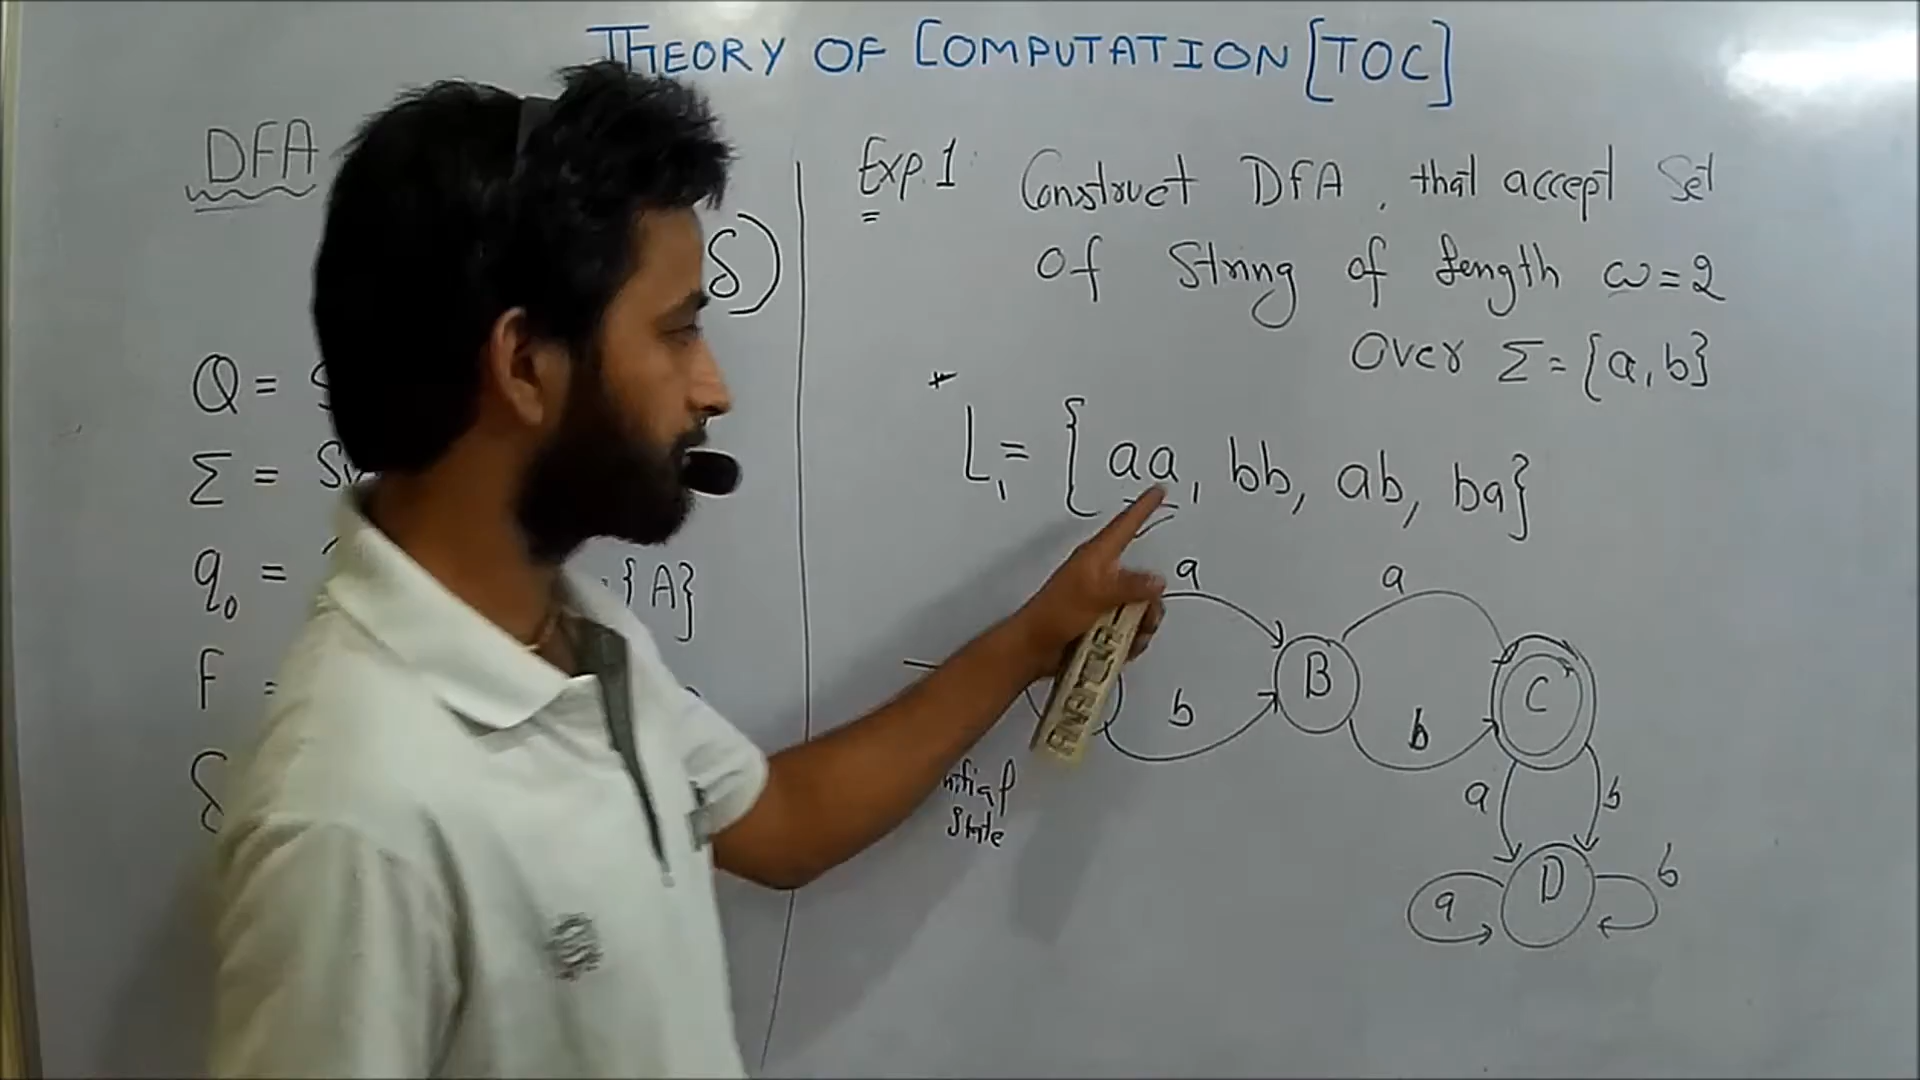 THEORY OF COMPUTATION [TOC]
DFA
δ)
Q =
Σ =
q0 = {A}
F =
δ
Exp.1: Construct DFA, that accept Set
Of String of length ω=2
Over Σ={a,b}
* L1= {aa, bb, ab, ba}
a a
B C
b b
State
a b
D
a b